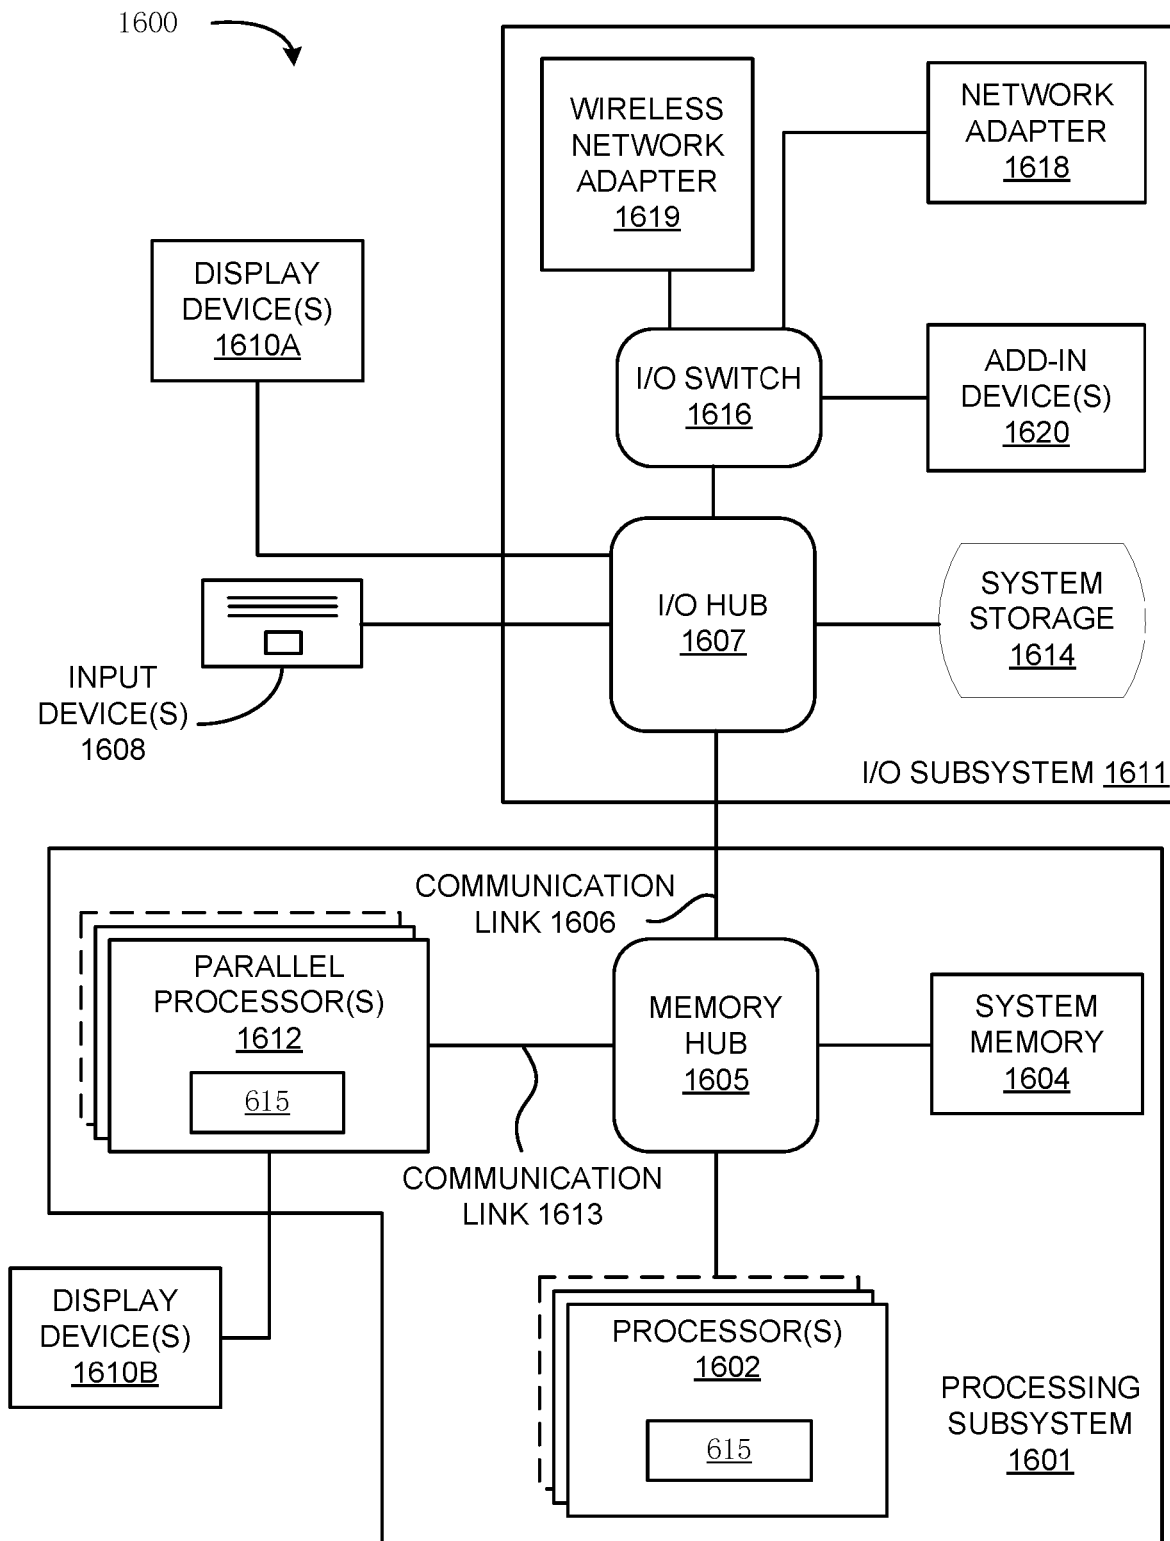 1600
WIRELESS
NETWORK
ADAPTER
1619
NETWORK
ADAPTER
1618
DISPLAY
DEVICE(S)
1610A
I/O SWITCH
1616
ADD-IN
DEVICE(S)
1620
I/O HUB
1607
SYSTEM
STORAGE
1614
INPUT
DEVICE(S)
1608
I/O SUBSYSTEM 1611
COMMUNICATION
LINK 1606
PARALLEL
PROCESSOR(S)
1612
615
MEMORY
HUB
1605
SYSTEM
MEMORY
1604
COMMUNICATION
LINK 1613
DISPLAY
DEVICE(S)
1610B
PROCESSOR(S)
1602
615
PROCESSING
SUBSYSTEM
1601